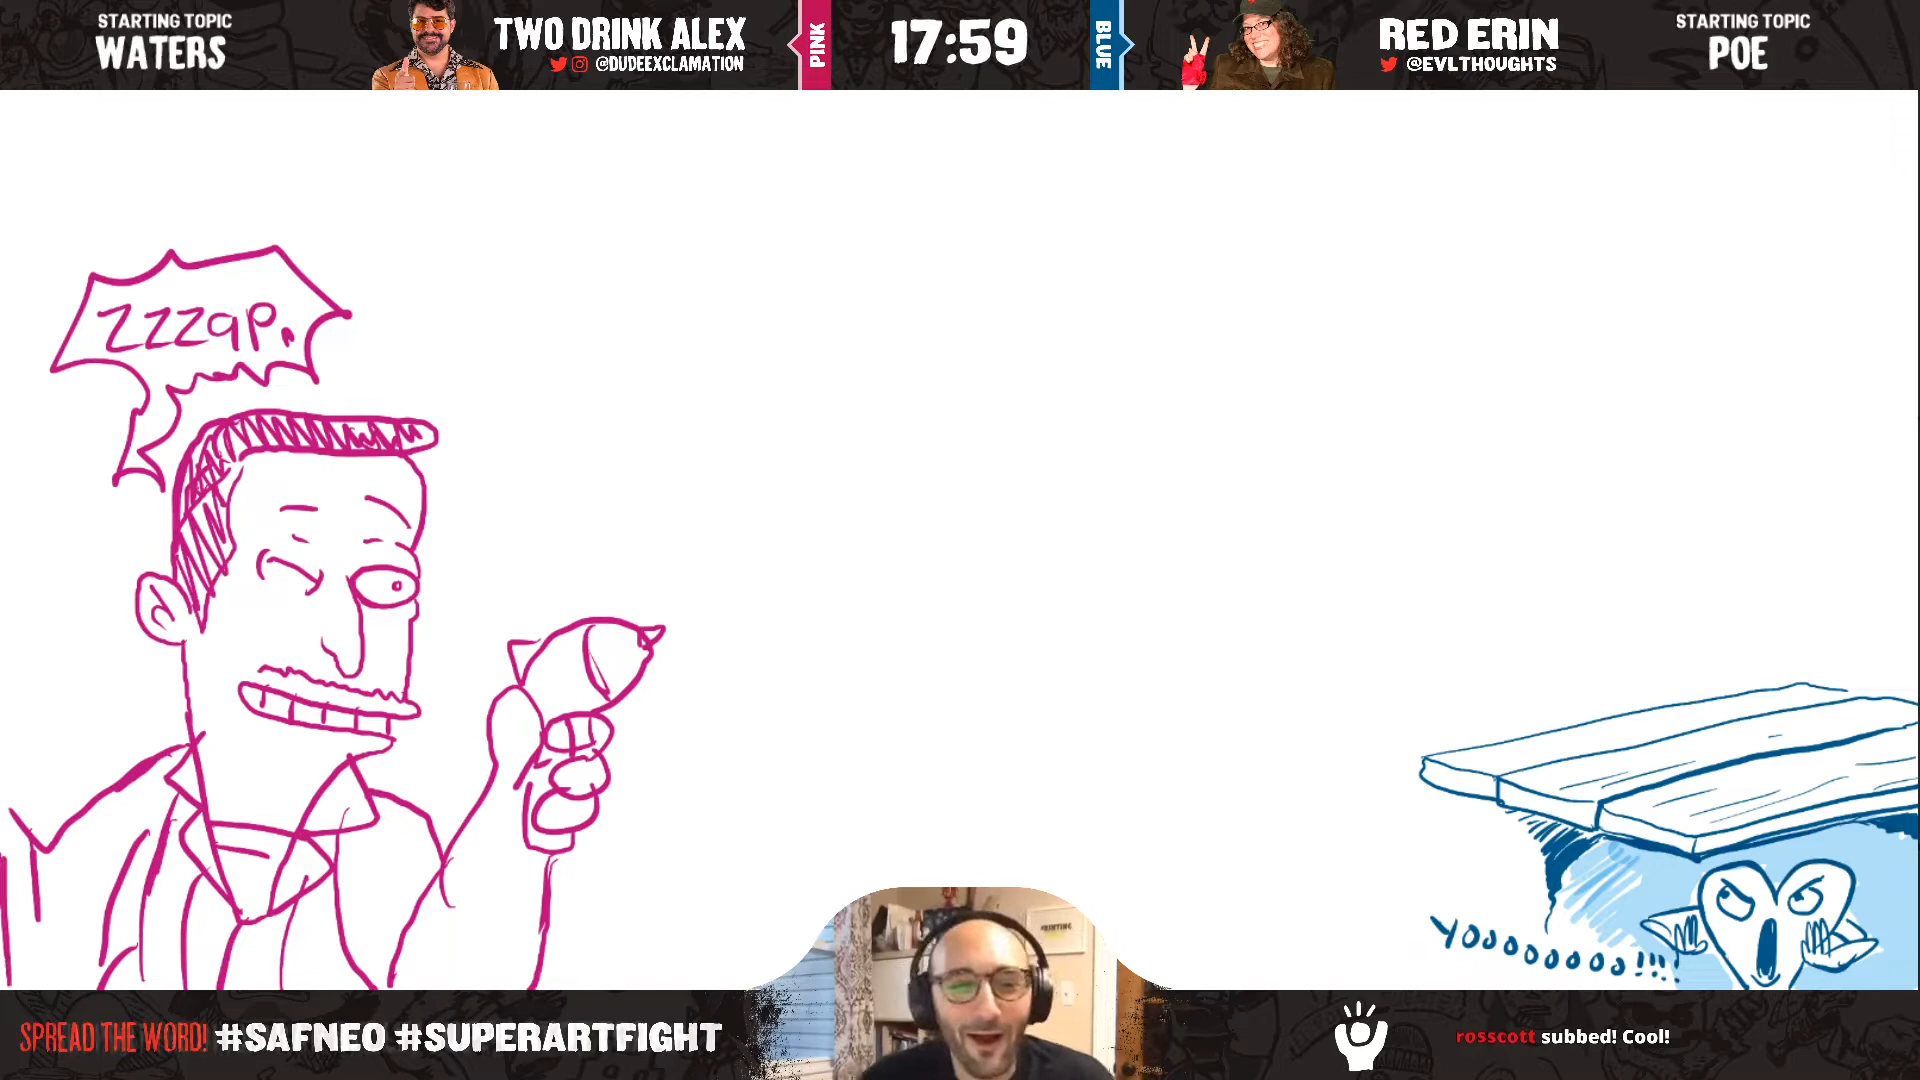 STARTING TOPIC
WATERS
TWO DRINK ALEX
@DUDEEXCLAMATION
PINK
17:59
BLUE
RED ERIN
@EVLTHOUGHTS
STARTING TOPIC
POE
ZZZAP.
YOOOOOOOO!!!
PRINTING
SPREAD THE WORD! #SAFNEO #SUPERARTFIGHT
rosscott subbed! Cool!